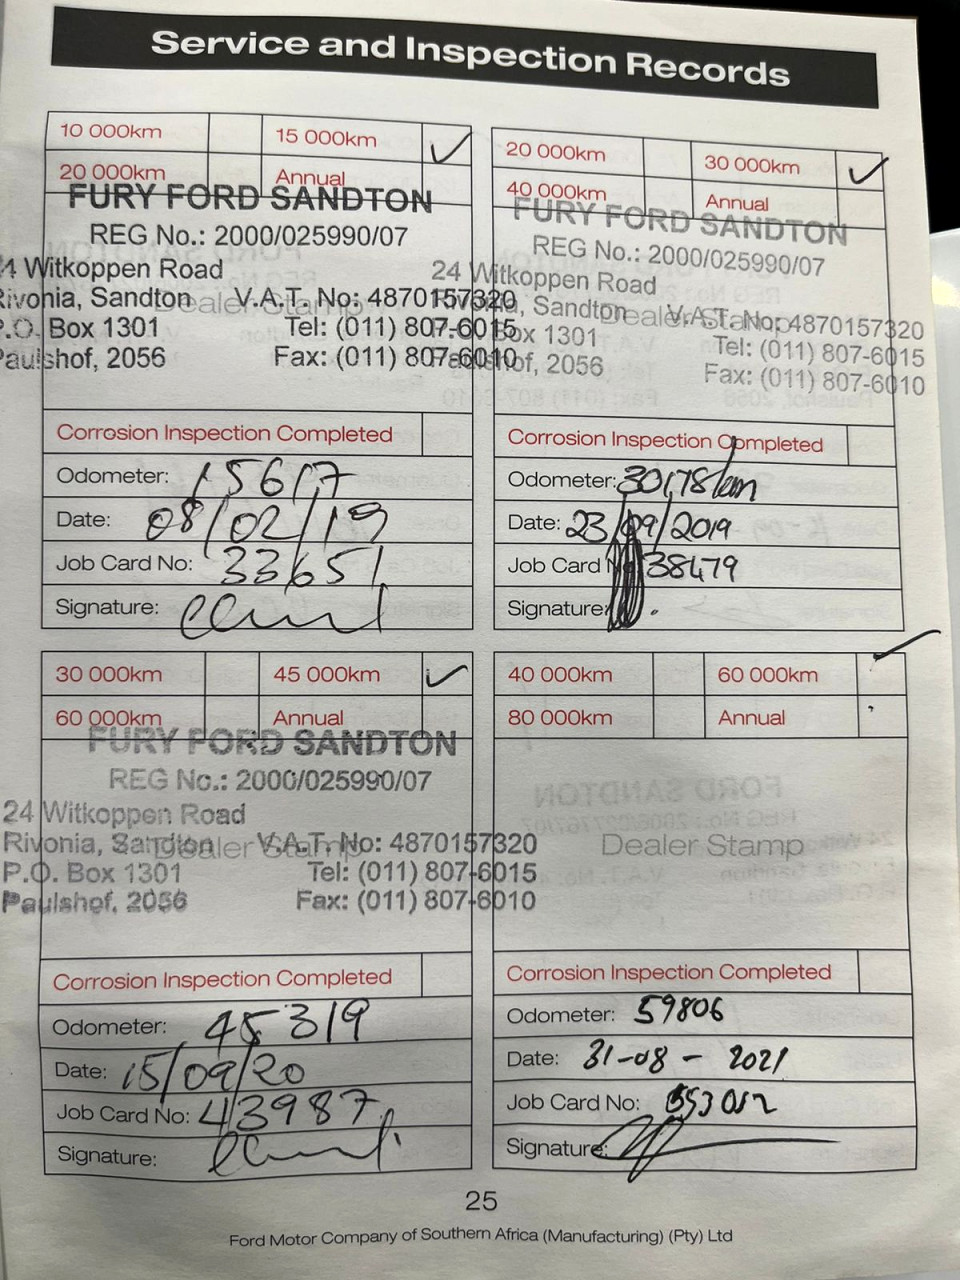 Service and Inspection Records
10 000km 15 000km ✓
20 000km Annual
FURY FORD SANDTON
REG No.: 2000/025990/07
24 Witkoppen Road
Rivonia, Sandton V.A.T. No: 4870157320
Dealer Stamp
P.O. Box 1301 Tel: (011) 807-6015
Paulshof, 2056 Fax: (011) 807-6010
Corrosion Inspection Completed
Odometer: 15617
Date: 08/02/19
Job Card No: 33651
Signature:
20 000km 30 000km ✓
40 000km Annual
FURY FORD SANDTON
REG No.: 2000/025990/07
24 Witkoppen Road
Rivonia, Sandton V.A.T. No: 4870157320
Dealer Stamp
P.O. Box 1301 Tel: (011) 807-6015
Paulshof, 2056 Fax: (011) 807-6010
Corrosion Inspection Completed
Odometer: 30178km
Date: 23/09/2019
Job Card No 38479
Signature:
30 000km 45 000km ✓
60 000km Annual
FURY FORD SANDTON
REG No.: 2000/025990/07
24 Witkoppen Road
Rivonia, Sandton V.A.T. No: 4870157320
Dealer Stamp
P.O. Box 1301 Tel: (011) 807-6015
Paulshof, 2056 Fax: (011) 807-6010
Corrosion Inspection Completed
Odometer: 45319
Date: 15/09/20
Job Card No: 43987
Signature:
40 000km 60 000km ✓
80 000km Annual
Dealer Stamp
Corrosion Inspection Completed
Odometer: 59806
Date: 31-08-2021
Job Card No:
Signature:
25
Ford Motor Company of Southern Africa (Manufacturing) (Pty) Ltd